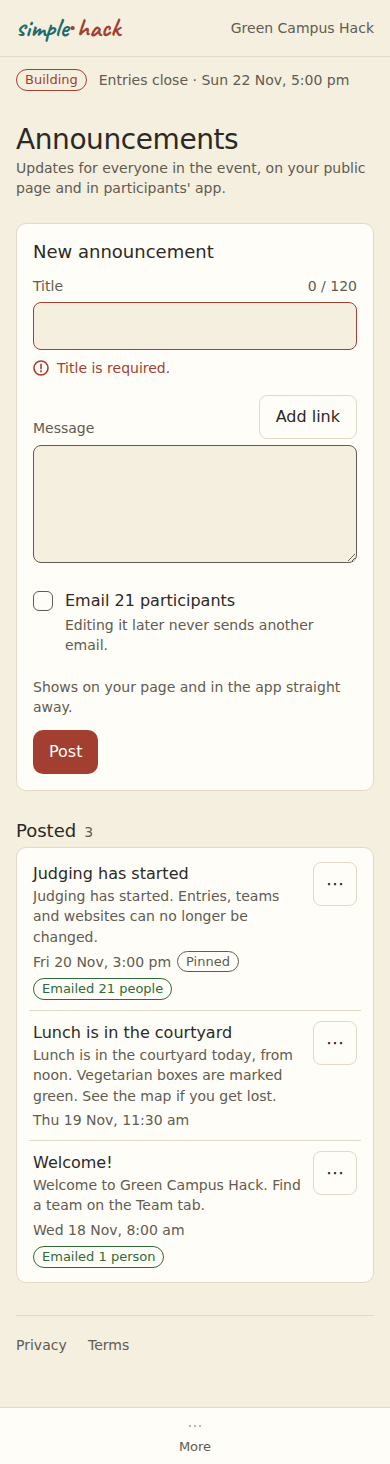 simple·hack
Green Campus Hack
Building
Entries close · Sun 22 Nov, 5:00 pm
Announcements
Updates for everyone in the event, on your public
page and in participants' app.
New announcement
Title
0 / 120
Title is required.
Add link
Message
Email 21 participants
Editing it later never sends another
email.
Shows on your page and in the app straight
away.
Post
Posted 3
Judging has started
Judging has started. Entries, teams
and websites can no longer be
changed.
Fri 20 Nov, 3:00 pm Pinned
Emailed 21 people
Lunch is in the courtyard
Lunch is in the courtyard today, from
noon. Vegetarian boxes are marked
green. See the map if you get lost.
Thu 19 Nov, 11:30 am
Welcome!
Welcome to Green Campus Hack. Find
a team on the Team tab.
Wed 18 Nov, 8:00 am
Emailed 1 person
Privacy Terms
More